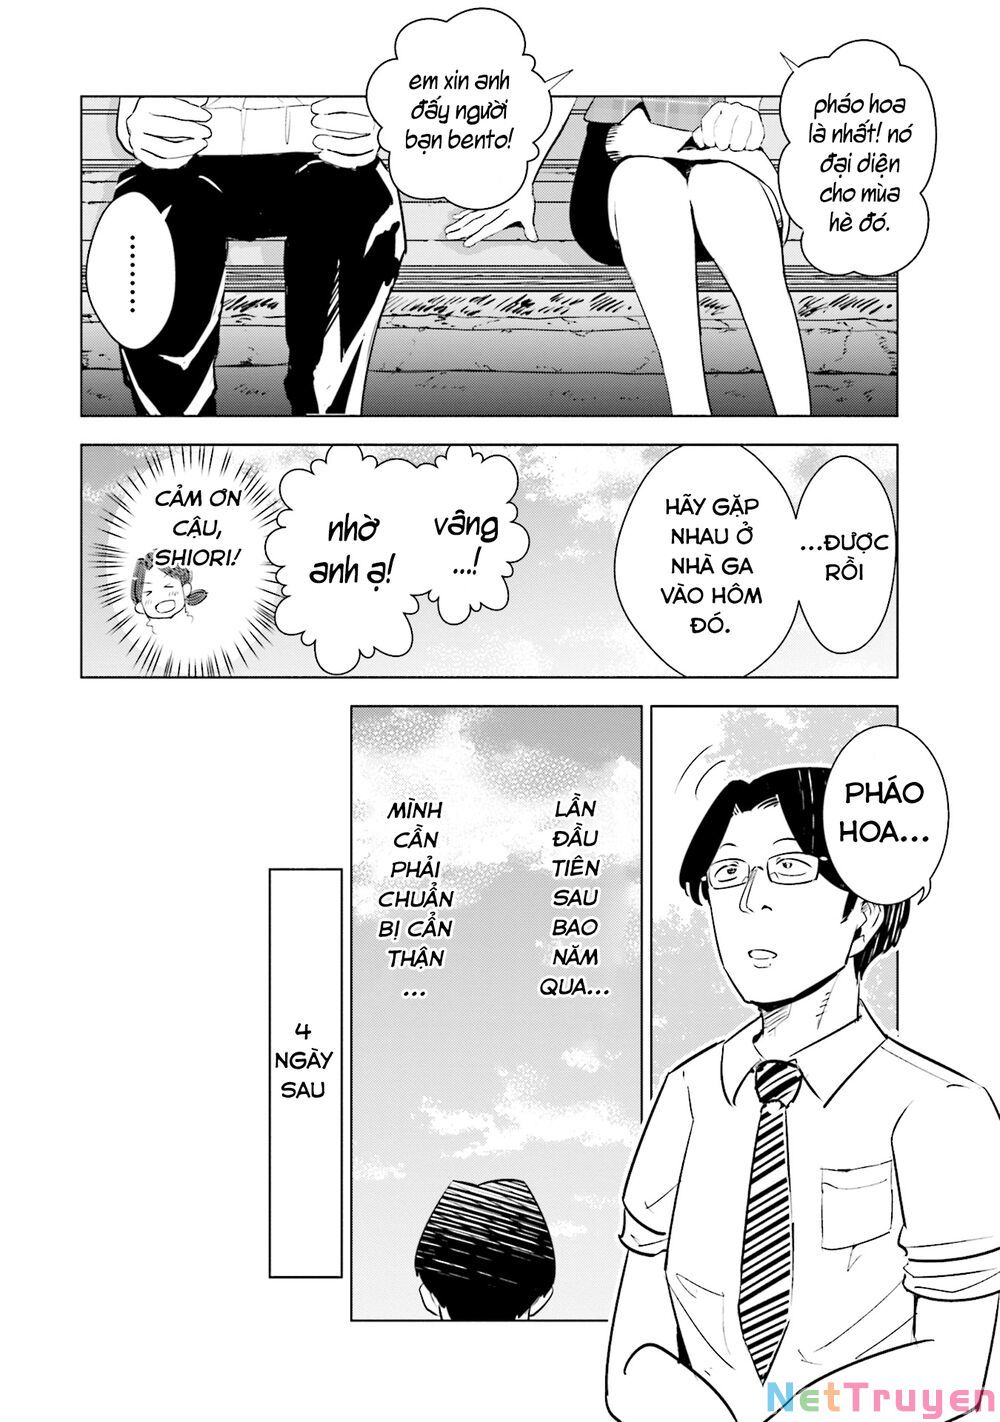 pháo hoa
là nhất! nó
đại diện
cho mùa
hè đó.
em xin anh
đấy người
bạn bento!
.........
...ĐƯỢC
RỒI
HÃY GẶP
NHAU Ở
NHÀ GA
VÀO HÔM
ĐÓ.
vâng
...!
nhờ
anh ạ!
CẢM ƠN
CẬU,
SHIORI!
PHÁO
HOA...
LẦN
ĐẦU
TIÊN
SAU
BAO
NĂM
QUA...
MÌNH
CẦN
PHẢI
CHUẨN
BỊ CẨN
THẬN
...
4
NGÀY
SAU
NetTruyen